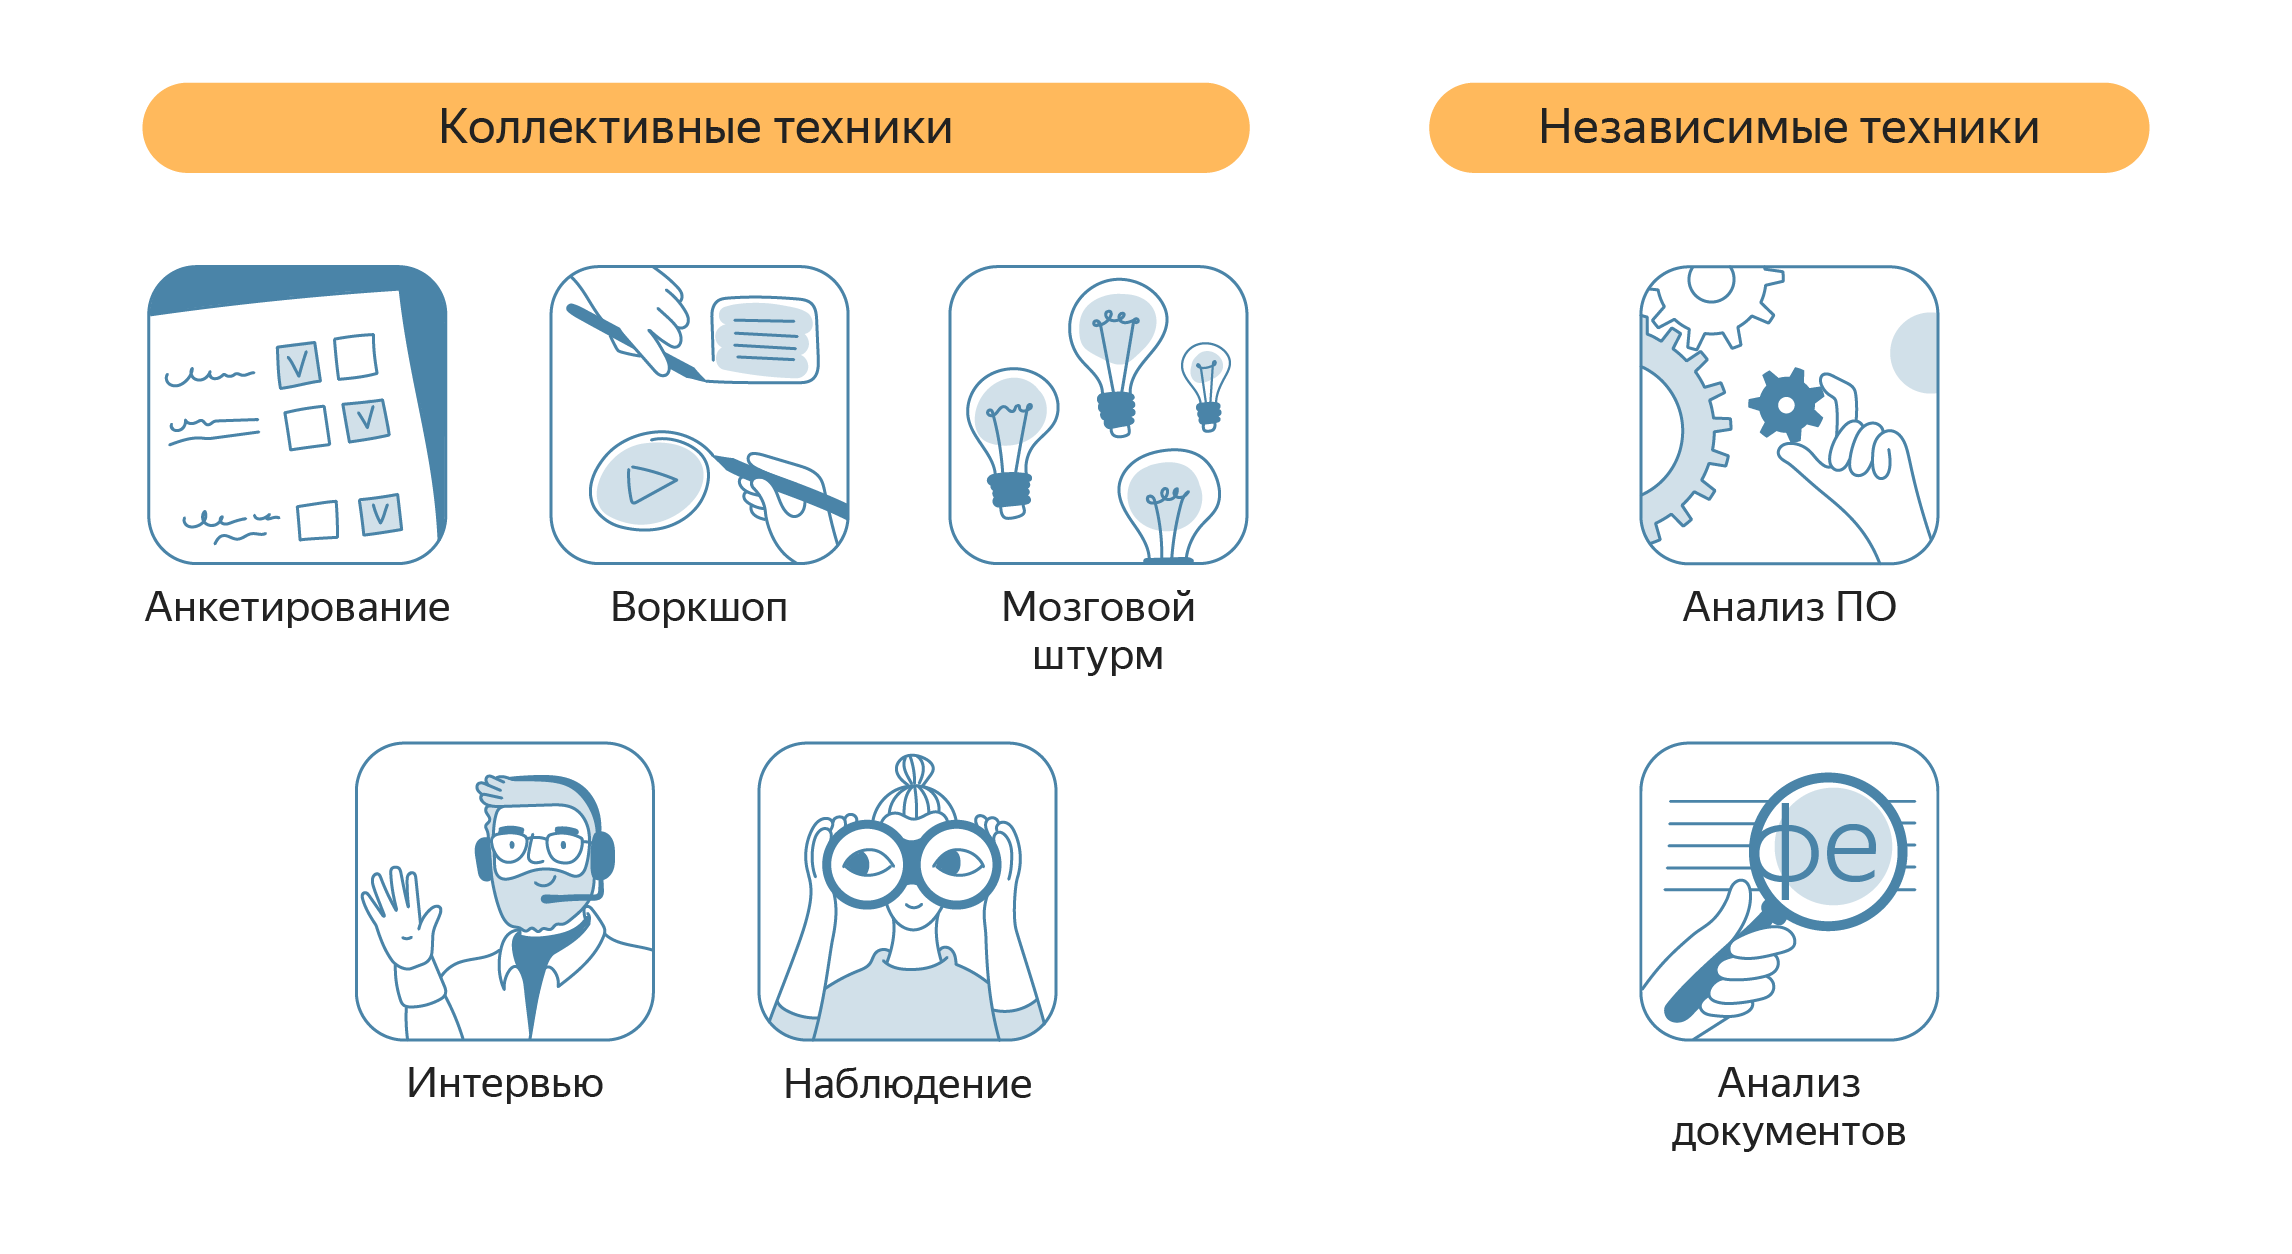 Коллективные техники
Независимые техники
Анкетирование
Воркшоп
Мозговой
штурм
Анализ ПО
Интервью
Наблюдение
фе
Анализ
документов